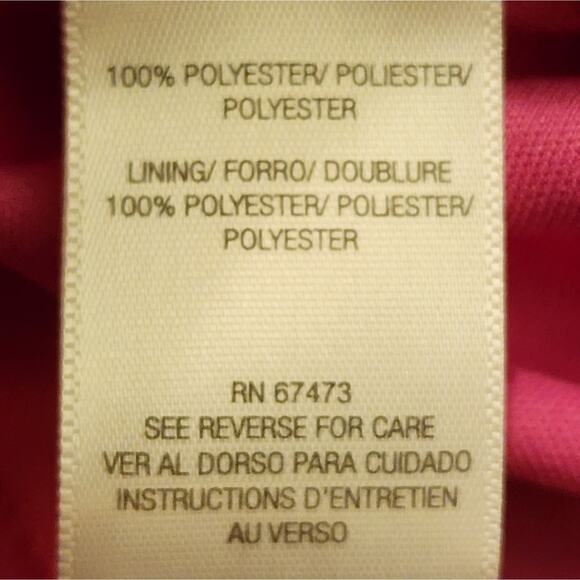 100% POLYESTER/ POLIESTER/
POLYESTER
LINING/ FORRO/ DOUBLURE
100% POLYESTER/ POLIESTER/
POLYESTER
RN 67473
SEE REVERSE FOR CARE
VER AL DORSO PARA CUIDADO
INSTRUCTIONS D'ENTRETIEN
AU VERSO